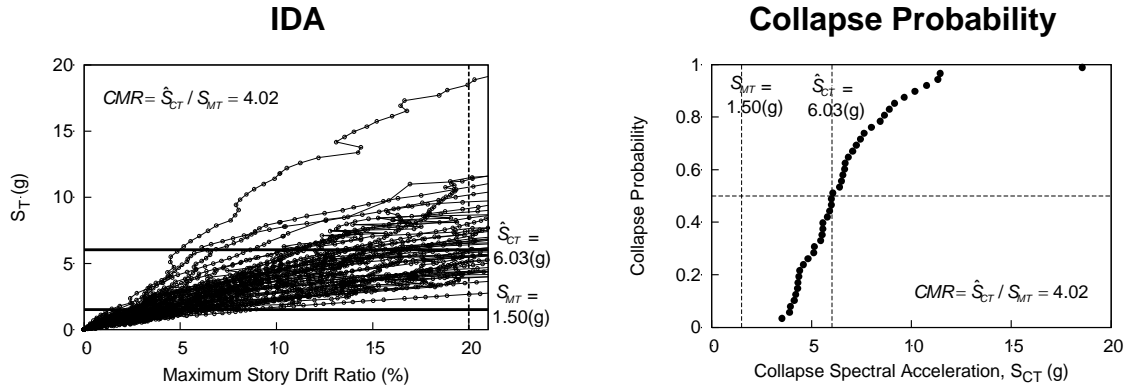 IDA
20
15
10
5
0
S_T (g)
CMR = Ŝ_CT / S_MT = 4.02
Ŝ_CT =
6.03(g)
S_MT =
1.50(g)
0 5 10 15 20
Maximum Story Drift Ratio (%)
Collapse Probability
1
0.8
0.6
0.4
0.2
0
Collapse Probability
S_MT =
1.50(g)
Ŝ_CT =
6.03(g)
CMR = Ŝ_CT / S_MT = 4.02
0 5 10 15 20
Collapse Spectral Acceleration, S_CT (g)